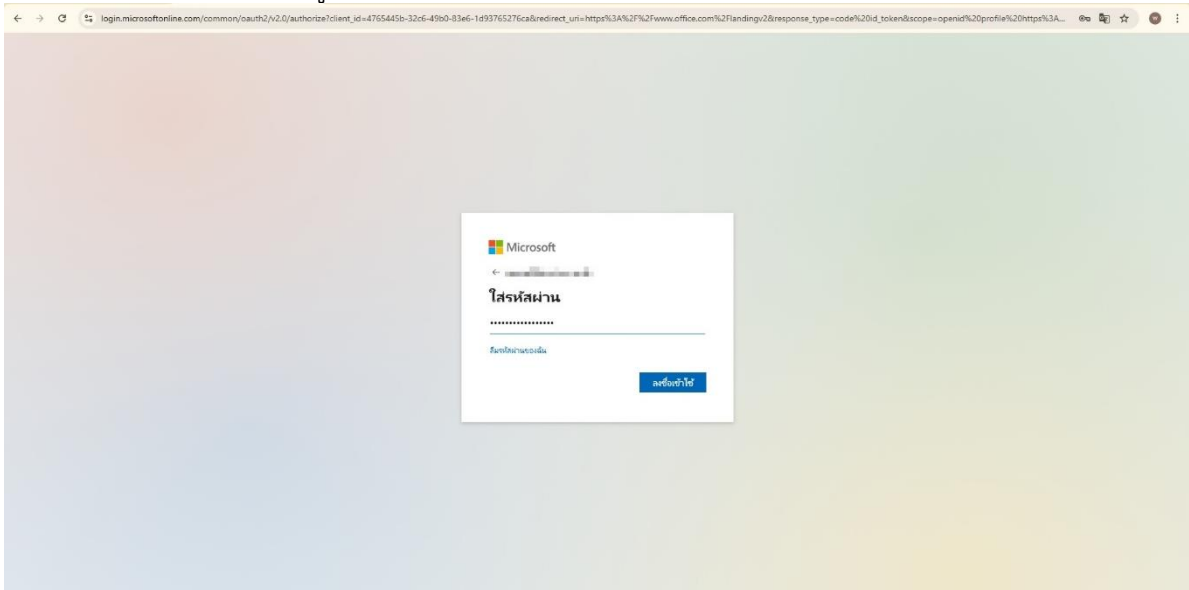 login.microsoftonline.com/common/oauth2/v2.0/authorize?client_id=4765445b-32c6-49b0-83e6-1d93765276ca&redirect_uri=https%3A%2F%2Fwww.office.com%2Flandingv2&response_type=code%20id_token&scope=openid%20profile%20https%3A...
Microsoft
ใส่รหัสผ่าน
ลืมรหัสผ่านของฉัน
ลงชื่อเข้าใช้